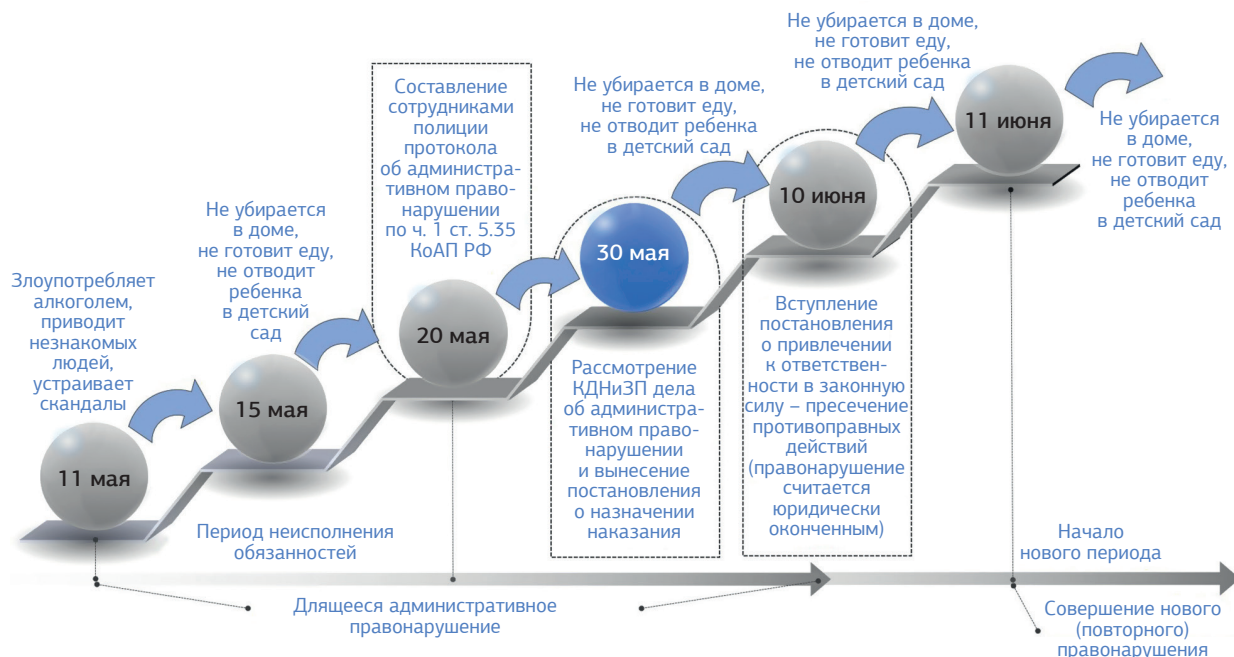 Злоупотребляет
алкоголем,
приводит
незнакомых
людей,
устраивает
скандалы
11 мая
Не убирается
в доме,
не готовит еду,
не отводит
ребенка
в детский
сад
15 мая
Составление
сотрудниками
полиции
протокола
об администра-
тивном право-
нарушении
по ч. 1 ст. 5.35
КоАП РФ
20 мая
Не убирается в доме,
не готовит еду,
не отводит ребенка
в детский сад
30 мая
Рассмотрение
КДНиЗП дела
об администра-
тивном право-
нарушении
и вынесение
постановления
о назначении
наказания
Не убирается в доме,
не готовит еду,
не отводит ребенка
в детский сад
10 июня
Вступление
постановления
о привлечении
к ответствен-
ности в законную
силу – пресечение
противоправных
действий
(правонарушение
считается
юридически
оконченным)
11 июня
Не убирается
в доме,
не готовит еду,
не отводит
ребенка
в детский сад
Период неисполнения
обязанностей
Начало
нового периода
Длящееся административное
правонарушение
Совершение нового
(повторного)
правонарушения